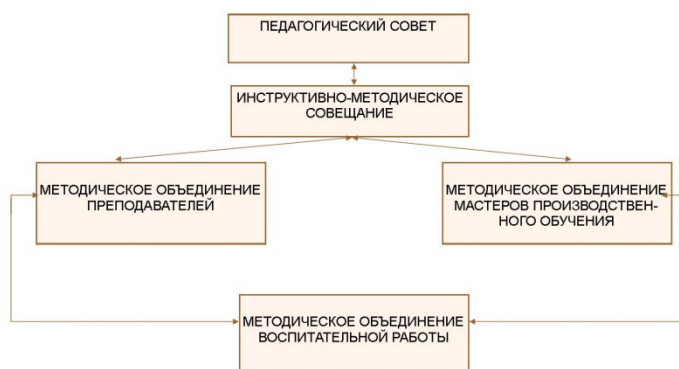 ПЕДАГОГИЧЕСКИЙ СОВЕТ
ИНСТРУКТИВНО-МЕТОДИЧЕСКОЕ
СОВЕЩАНИЕ
МЕТОДИЧЕСКОЕ ОБЪЕДИНЕНИЕ
ПРЕПОДАВАТЕЛЕЙ
МЕТОДИЧЕСКОЕ ОБЪЕДИНЕНИЕ
МАСТЕРОВ ПРОИЗВОДСТВЕН-
НОГО ОБУЧЕНИЯ
МЕТОДИЧЕСКОЕ ОБЪЕДИНЕНИЕ
ВОСПИТАТЕЛЬНОЙ РАБОТЫ